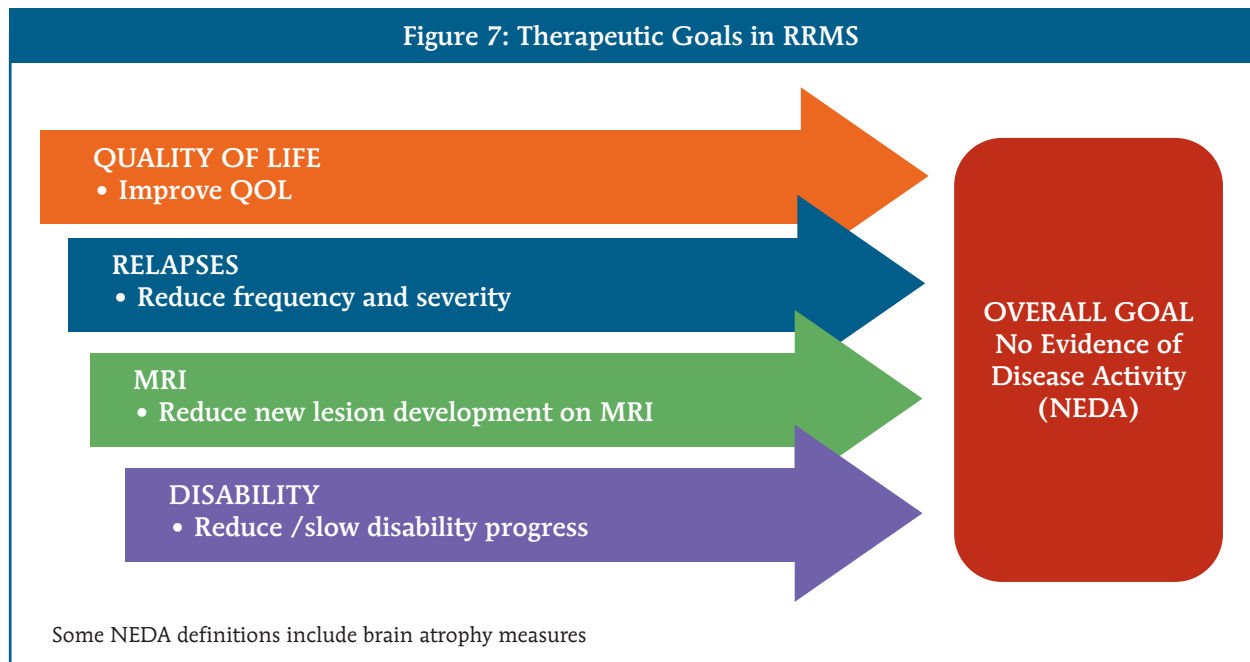 Figure 7: Therapeutic Goals in RRMS
QUALITY OF LIFE
• Improve QOL
RELAPSES
• Reduce frequency and severity
MRI
• Reduce new lesion development on MRI
DISABILITY
• Reduce /slow disability progress
OVERALL GOAL
No Evidence of
Disease Activity
(NEDA)
Some NEDA definitions include brain atrophy measures